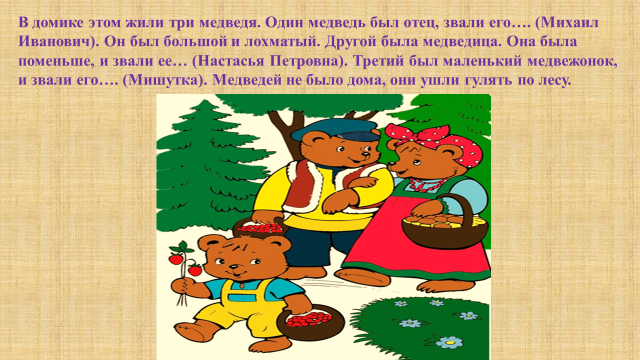 В домике этом жили три медведя. Один медведь был отец, звали его…. (Михаил
Иванович). Он был большой и лохматый. Другой была медведица. Она была
поменьше, и звали ее… (Настасья Петровна). Третий был маленький медвежонок,
и звали его…. (Мишутка). Медведей не было дома, они ушли гулять по лесу.